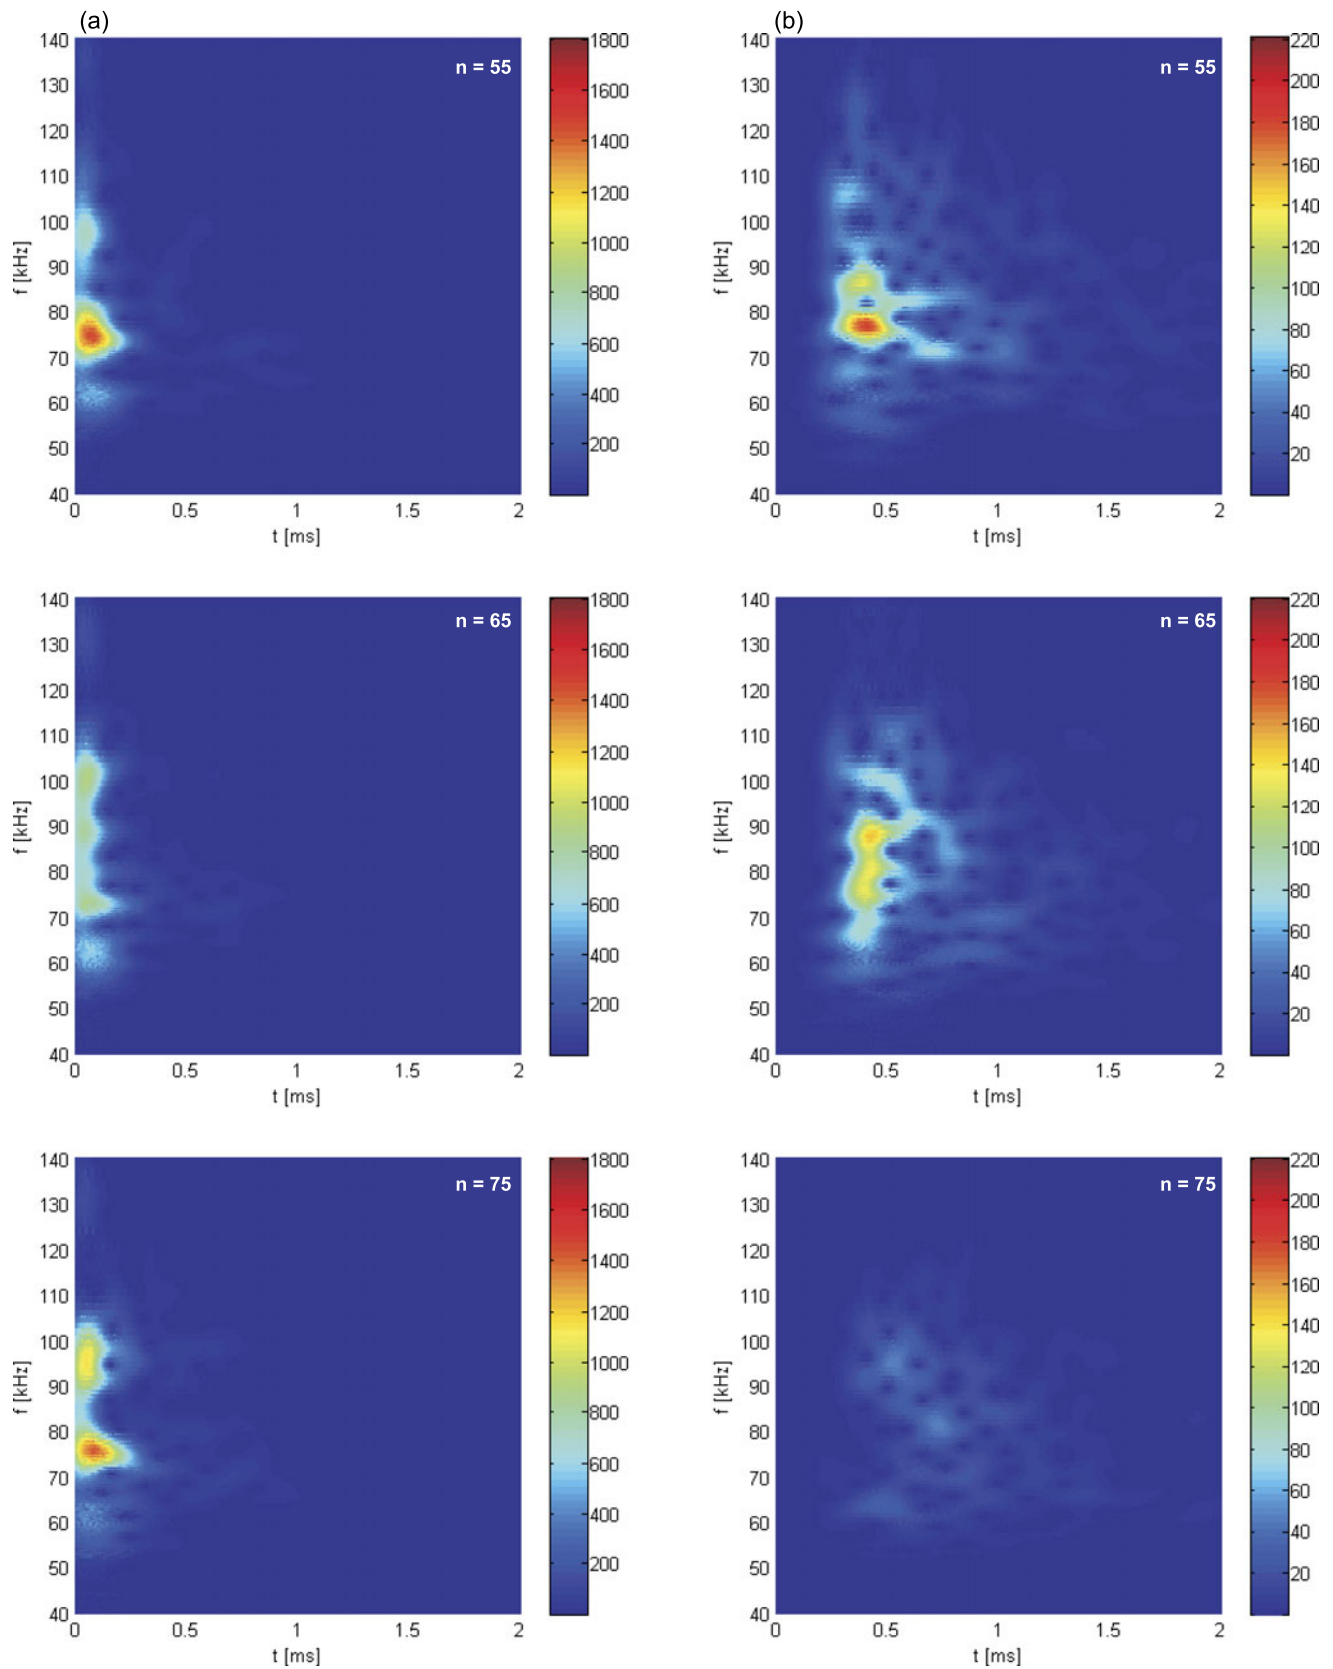 (a) (b)
140 1800 140 220
n = 55 n = 55
130 1600 130 200
120 1400 120 180
110 1200 110 160
100 1000 100 140
f [kHz] 90 800 f [kHz] 90 120
80 600 80 100
70 400 70 80
60 200 60 60
50 50 40
40 40 20
0 0.5 1 1.5 2 0 0.5 1 1.5 2
t [ms] t [ms]
140 1800 140 220
n = 65 n = 65
130 1600 130 200
120 1400 120 180
110 1200 110 160
100 1000 100 140
f [kHz] 90 800 f [kHz] 90 120
80 600 80 100
70 400 70 80
60 200 60 60
50 50 40
40 40 20
0 0.5 1 1.5 2 0 0.5 1 1.5 2
t [ms] t [ms]
140 1800 140 220
n = 75 n = 75
130 1600 130 200
120 1400 120 180
110 1200 110 160
100 1000 100 140
f [kHz] 90 800 f [kHz] 90 120
80 600 80 100
70 400 70 80
60 200 60 60
50 50 40
40 40 20
0 0.5 1 1.5 2 0 0.5 1 1.5 2
t [ms] t [ms]